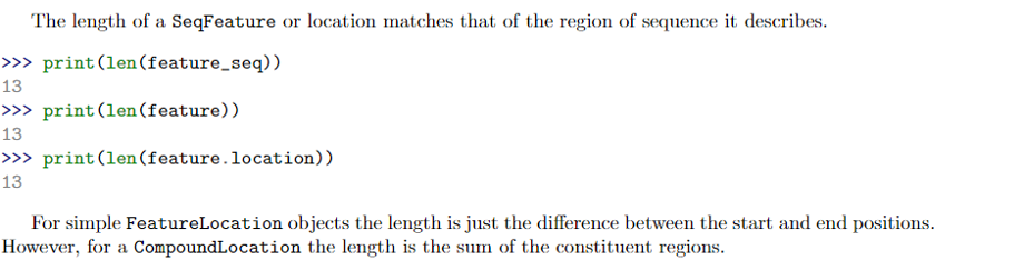 The length of a SeqFeature or location matches that of the region of sequence it describes.
>>> print(len(feature_seq))
13
>>> print(len(feature))
13
>>> print(len(feature.location))
13
For simple FeatureLocation objects the length is just the difference between the start and end positions.
However, for a CompoundLocation the length is the sum of the constituent regions.